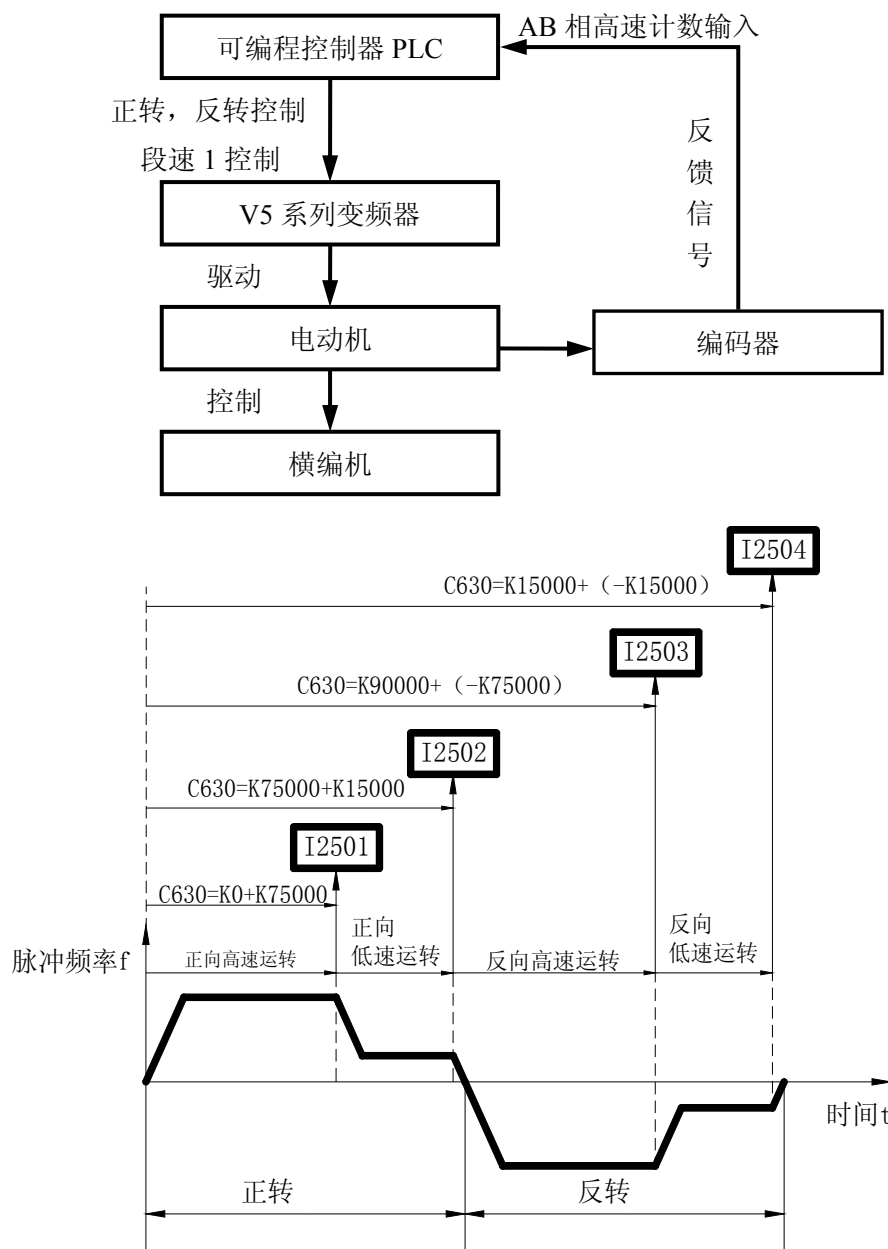 可编程控制器 PLC
AB 相高速计数输入
正转，反转控制
段速 1 控制
反馈信号
V5 系列变频器
驱动
电动机
编码器
控制
横编机
I2504
C630=K15000+（-K15000）
I2503
C630=K90000+（-K75000）
I2502
C630=K75000+K15000
I2501
C630=K0+K75000
脉冲频率f
正向高速运转
正向
低速运转
反向高速运转
反向
低速运转
时间t
正转
反转